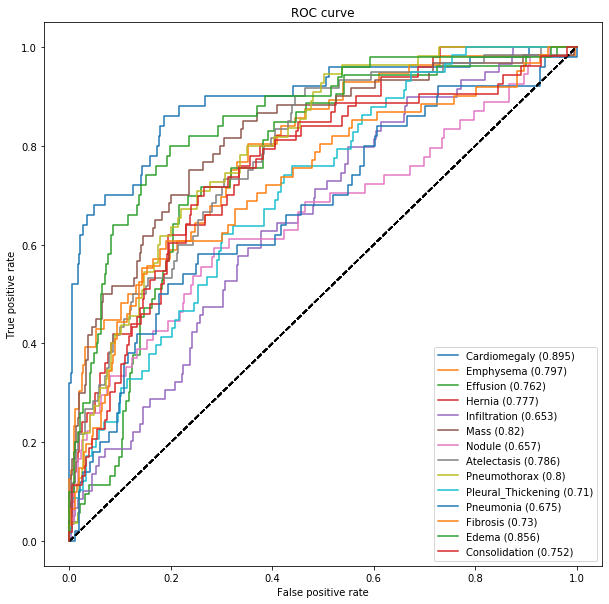 ROC curve
1.0
0.8
0.6
0.4
0.2
0.0
True positive rate
Cardiomegaly (0.895)
Emphysema (0.797)
Effusion (0.762)
Hernia (0.777)
Infiltration (0.653)
Mass (0.82)
Nodule (0.657)
Atelectasis (0.786)
Pneumothorax (0.8)
Pleural_Thickening (0.71)
Pneumonia (0.675)
Fibrosis (0.73)
Edema (0.856)
Consolidation (0.752)
0.0 0.2 0.4 0.6 0.8 1.0
False positive rate